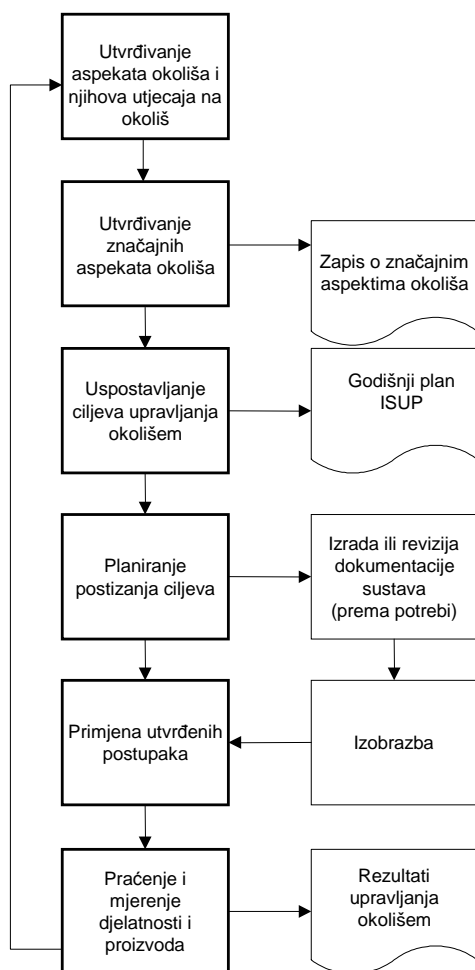 Utvrđivanje
aspekata okoliša i
njihova utjecaja na
okoliš
Utvrđivanje
značajnih
aspekata okoliša
Zapis o značajnim
aspektima okoliša
Uspostavljanje
ciljeva upravljanja
okolišem
Godišnji plan
ISUP
Planiranje
postizanja ciljeva
Izrada ili revizija
dokumentacije
sustava
(prema potrebi)
Primjena utvrđenih
postupaka
Izobrazba
Praćenje i
mjerenje
djelatnosti i
proizvoda
Rezultati
upravljanja
okolišem